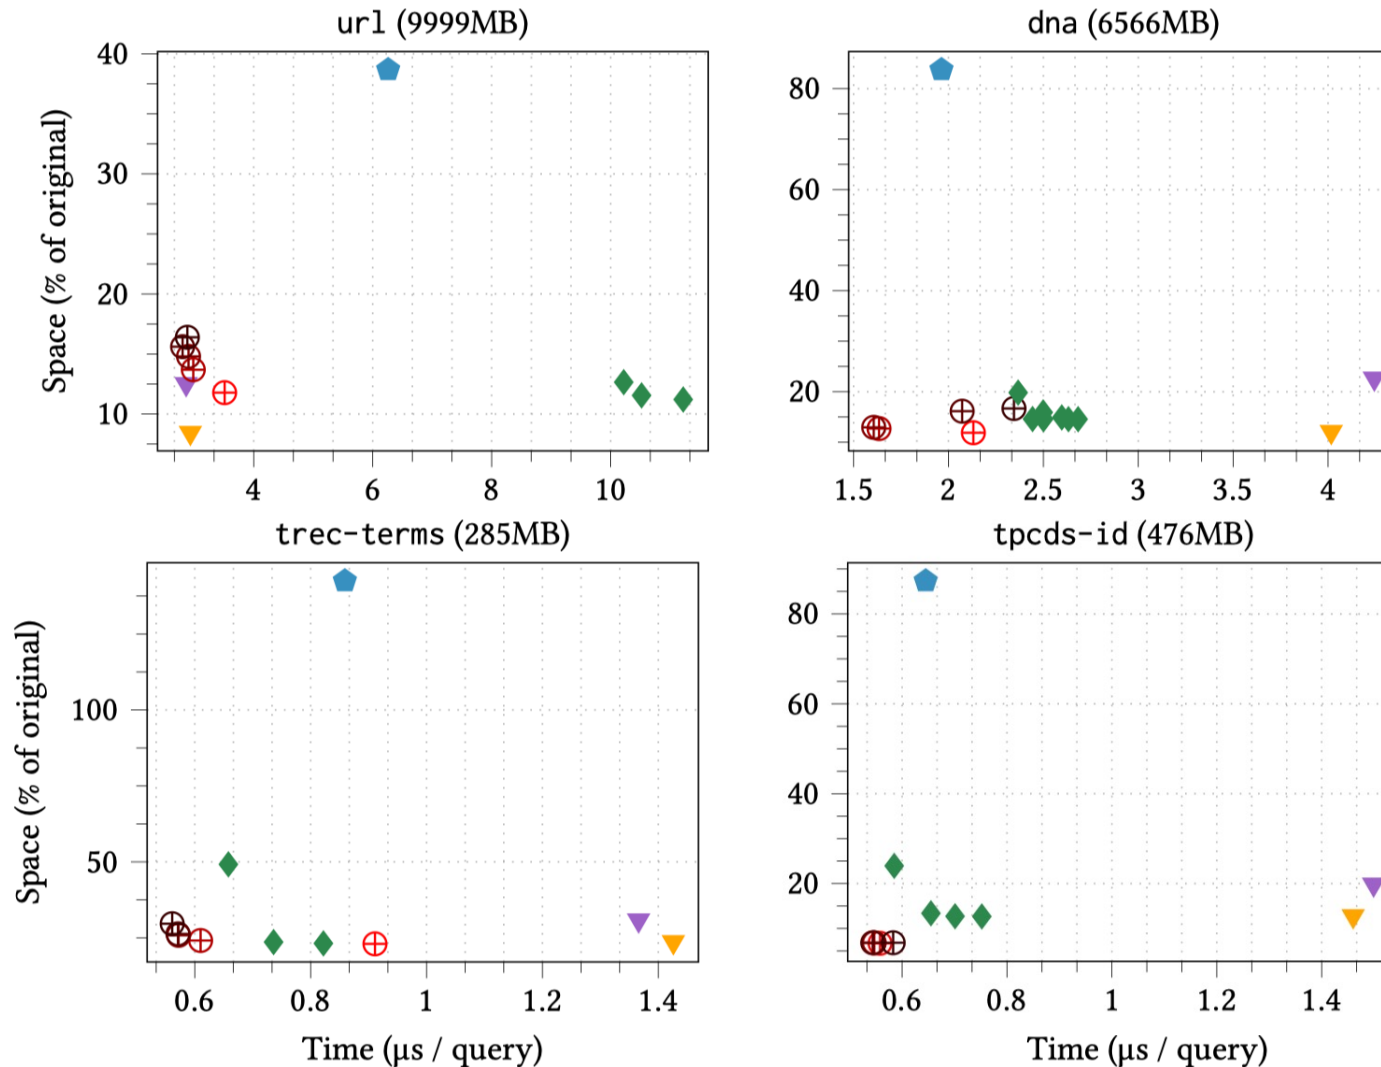 url (9999MB)
40
30
20
10
Space (% of original)
4 6 8 10
dna (6566MB)
80
60
40
20
1.5 2 2.5 3 3.5 4
trec-terms (285MB)
100
50
Space (% of original)
0.6 0.8 1 1.2 1.4
Time (μs / query)
tpcds-id (476MB)
80
60
40
20
0.6 0.8 1 1.2 1.4
Time (μs / query)